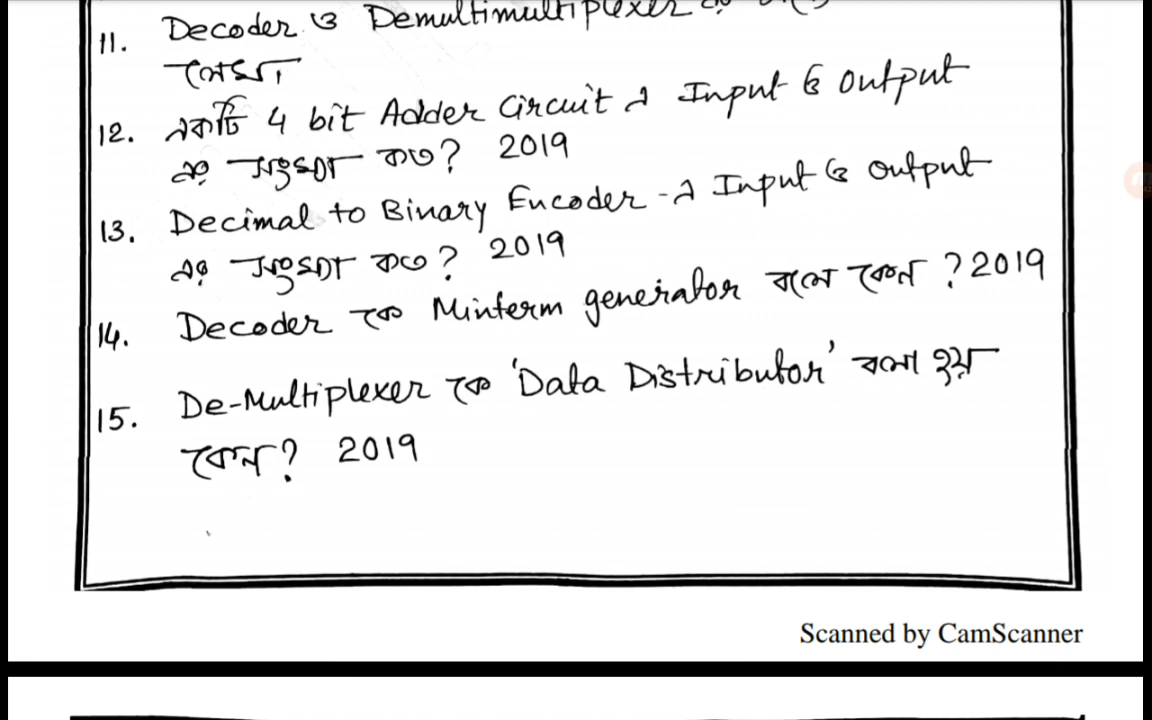 11. Decoder ও Demultimultiplexer
লেখো।
12. একটি 4 bit Adder Circuit এ Input ও output
এর সংখ্যা কত? 2019
13. Decimal to Binary Encoder-এ Input ও output
এর সংখ্যা কত? 2019
14. Decoder কে Minterm generator বলে কেন? 2019
15. De-Multiplexer কে 'Data Distributor' বলা হয়
কেন? 2019
Scanned by CamScanner